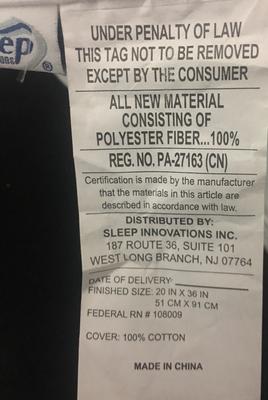 eep
UNDER PENALTY OF LAW
THIS TAG NOT TO BE REMOVED
EXCEPT BY THE CONSUMER
ALL NEW MATERIAL
CONSISTING OF
POLYESTER FIBER...100%
REG. NO. PA-27163 (CN)
Certification is made by the manufacturer
that the materials in this article are
described in accordance with law.
DISTRIBUTED BY:
SLEEP INNOVATIONS INC.
187 ROUTE 36, SUITE 101
WEST LONG BRANCH, NJ 07764
DATE OF DELIVERY:
FINISHED SIZE: 20 IN X 36 IN
51 CM X 91 CM
FEDERAL RN # 108009
COVER: 100% COTTON
MADE IN CHINA